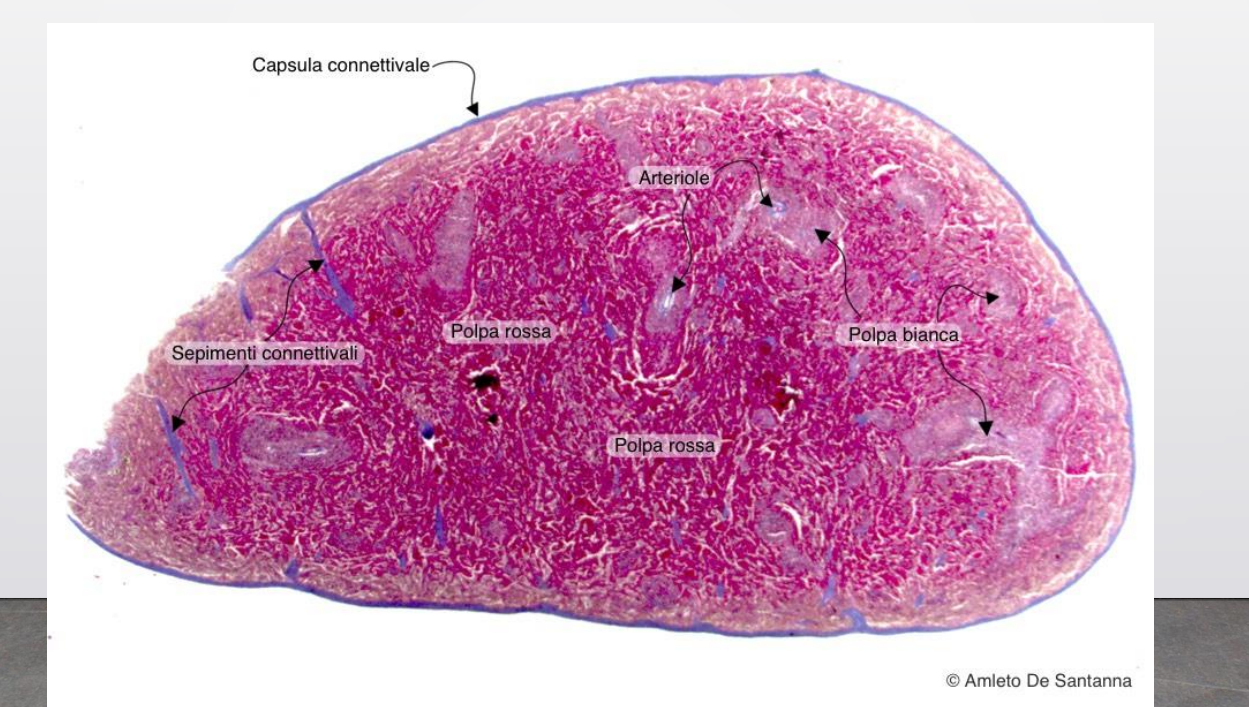 Capsula connettivale
Arteriole
Polpa rossa
Polpa bianca
Sepimenti connettivali
Polpa rossa
© Amleto De Santanna